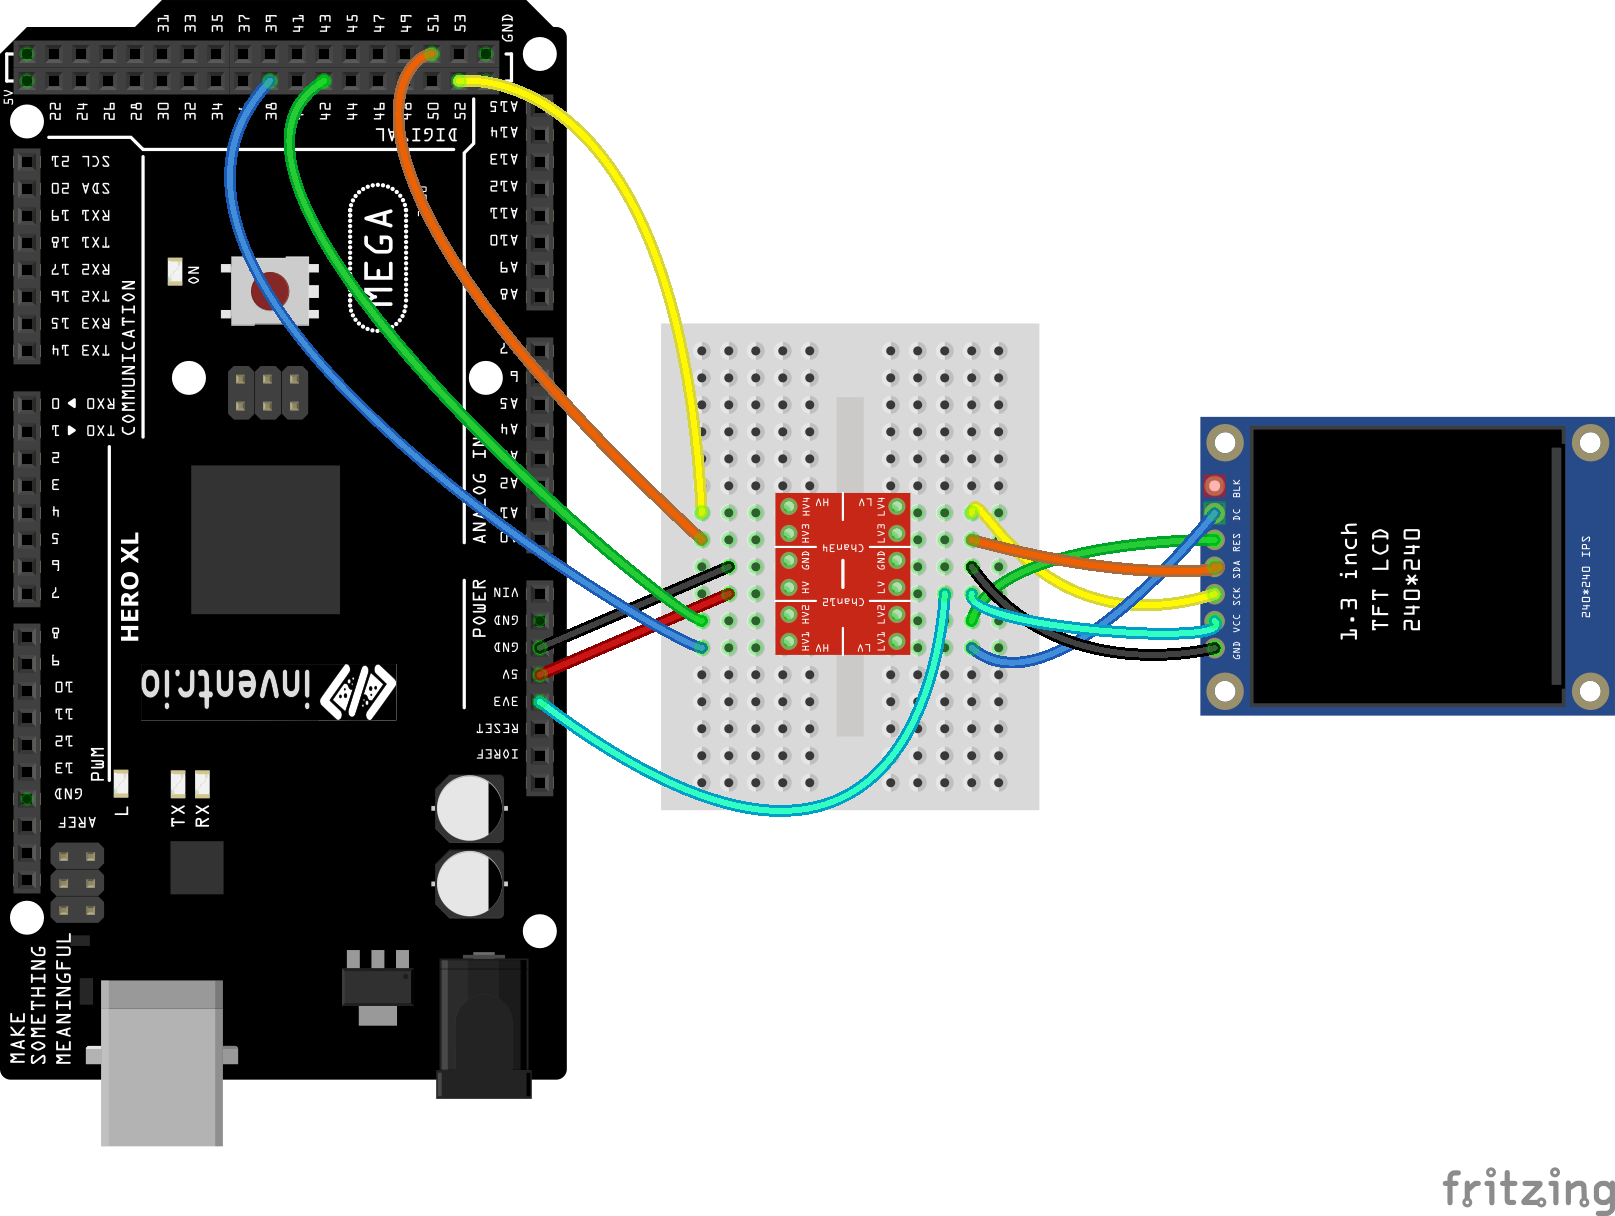 31 33 35 37 39 41 43 45 47 49 51 53 GND
5V
22 24 26 28 30 32 34 38 42 44 46 48 50 52
DIGITAL
A15
A14
A13
A12
A11
A10
A9
A8
SCL 21
SDA 20
RX1 19
TX1 18
RX2 17
TX2 16
RX3 15
TX3 14
RX0 ◄ 0
TX0 ► 1
2
3
4
5
6
7
COMMUNICATION
ON
MEGA
7
6
A5
A4
A
A2
A1
ANALOG IN
HERO XL
POWER
VIN
GND
GND
5V
3V3
RESET
IOREF
inventr.io
8
9
10
11
12
13
GND
AREF
PWM
L
TX
RX
MAKE
SOMETHING
MEANINGFUL
HV4 HV LV LV4
HV3 LV3
Chan34
GND GND
HV LV
Chan12
HV2 LV2
HV1 HV LV LV1
BLK
DC
RES
SDA
SCK
VCC
GND
1.3 inch
TFT LCD
240*240
240*240 IPS
fritzing